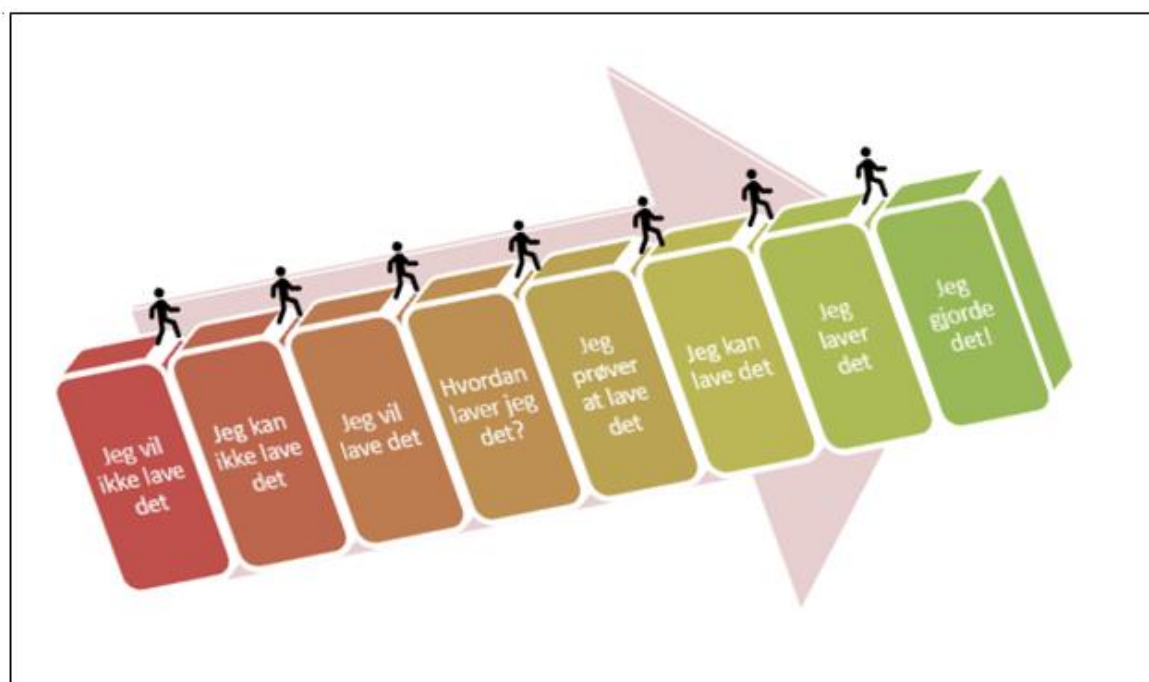 Jeg vil
ikke lave
det
Jeg kan
ikke lave
det
Jeg vil
lave det
Hvordan
laver jeg
det?
Jeg
prøver
at lave
det
Jeg kan
lave det
Jeg
laver
det
Jeg
gjorde
det!